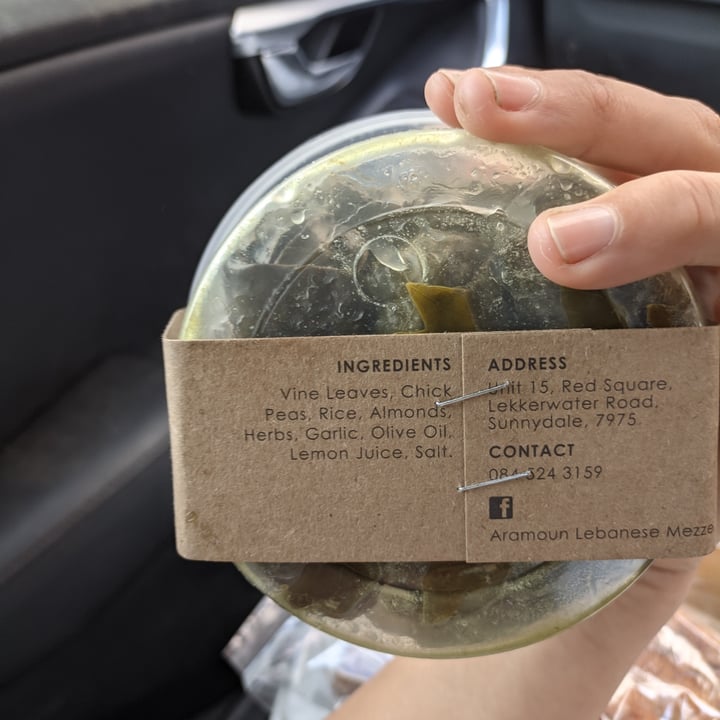 INGREDIENTS
Vine Leaves, Chick
Peas, Rice, Almonds,
Herbs, Garlic, Olive Oil,
Lemon Juice, Salt.
ADDRESS
Unit 15, Red Square,
Lekkerwater Road,
Sunnydale, 7975.
CONTACT
084 524 3159
f
Aramoun Lebanese Mezze